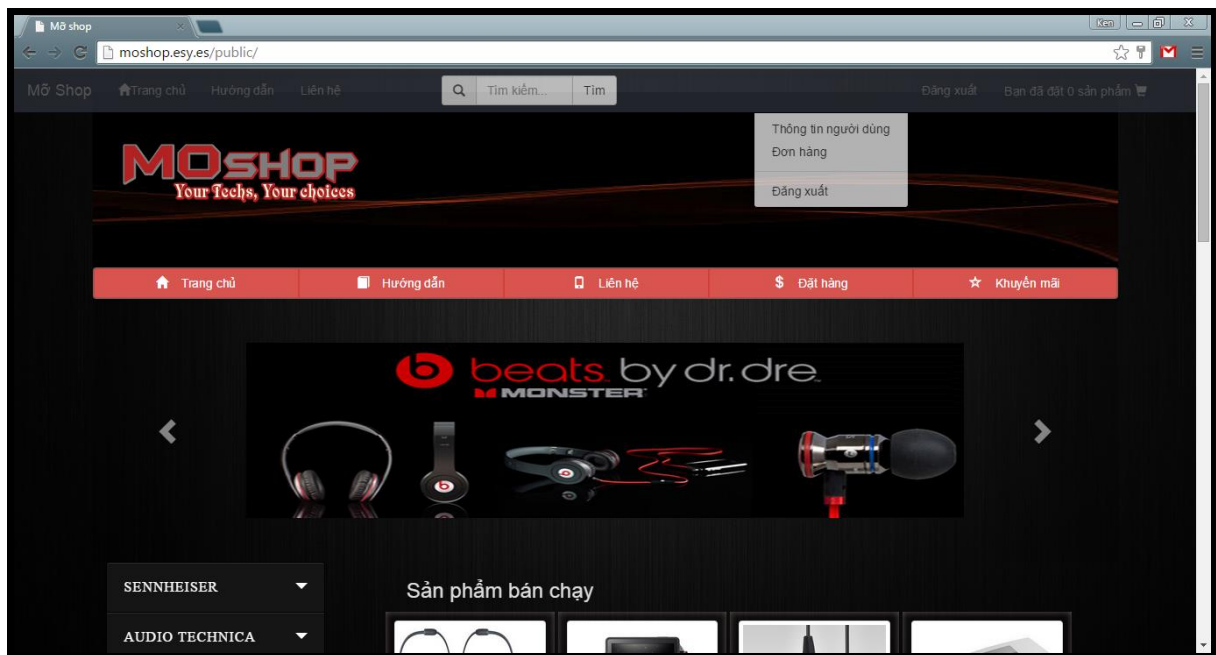 Mỡ shop
Ken
moshop.esy.es/public/
Mỡ Shop Trang chủ Hướng dẫn Liên hệ Tìm kiếm... Tìm Đăng xuất Bạn đã đặt 0 sản phẩm
Thông tin người dùng
Đơn hàng
Đăng xuất
MOSHOP
Your Techs, Your choices
Trang chủ Hướng dẫn Liên hệ Đặt hàng Khuyến mãi
beats by dr. dre
MONSTER
SENNHEISER
Sản phẩm bán chạy
AUDIO TECHNICA